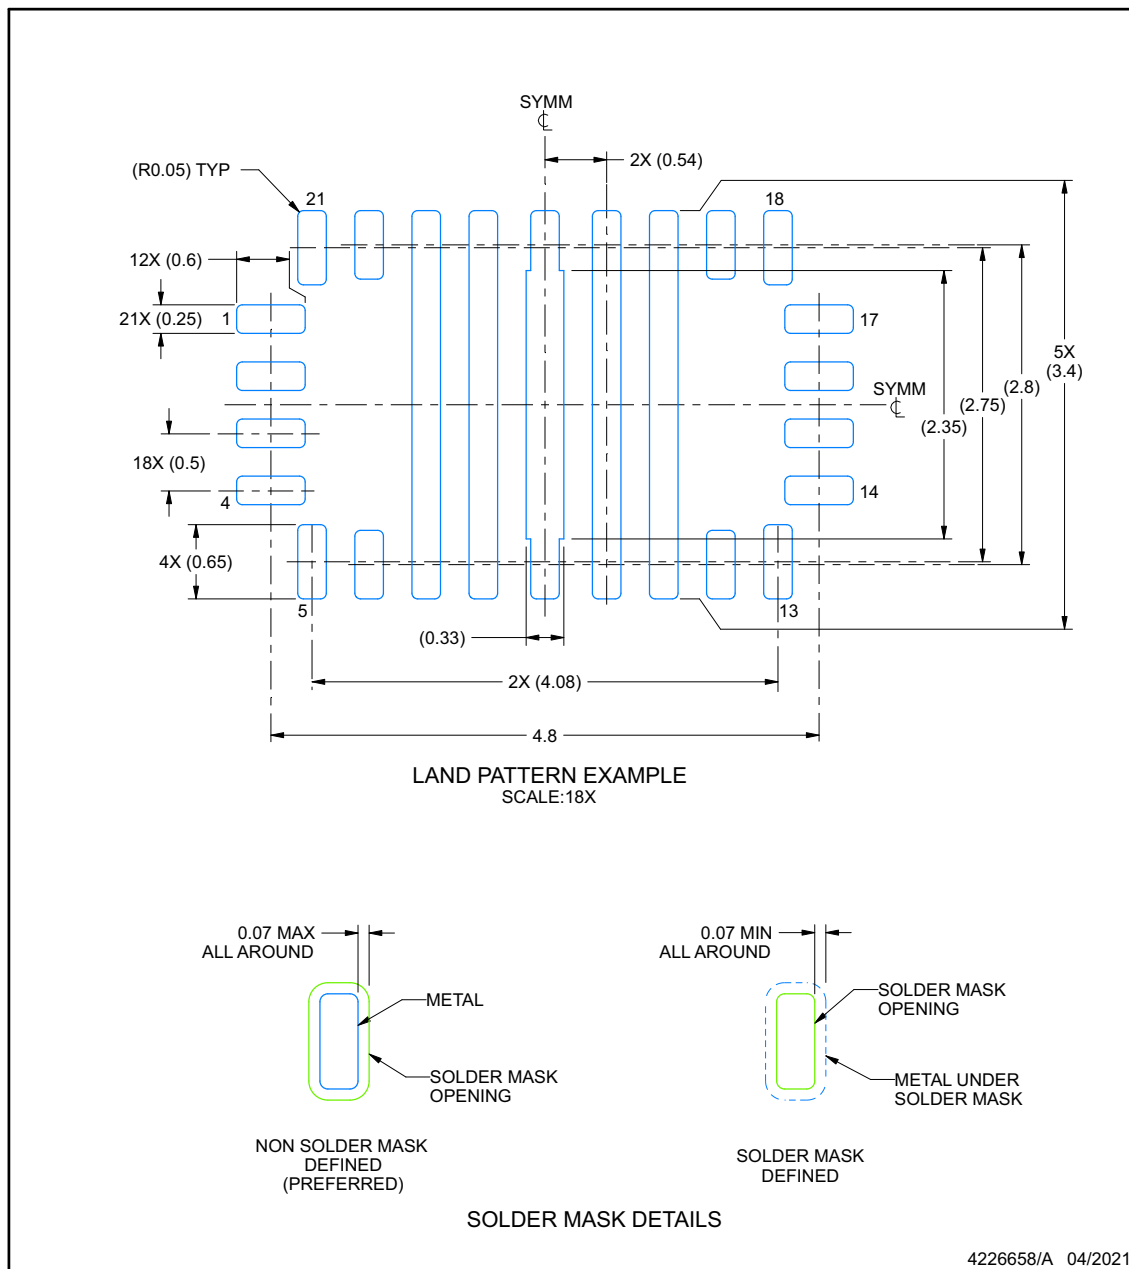 SYMM
℄
2X (0.54)
(R0.05) TYP
21
18
12X (0.6)
21X (0.25)
1
17
5X
(3.4)
(2.8)
(2.75)
(2.35)
SYMM
℄
18X (0.5)
4
14
4X (0.65)
5
13
(0.33)
2X (4.08)
4.8
LAND PATTERN EXAMPLE
SCALE:18X
0.07 MAX
ALL AROUND
METAL
SOLDER MASK
OPENING
NON SOLDER MASK
DEFINED
(PREFERRED)
0.07 MIN
ALL AROUND
SOLDER MASK
OPENING
METAL UNDER
SOLDER MASK
SOLDER MASK
DEFINED
SOLDER MASK DETAILS
4226658/A 04/2021